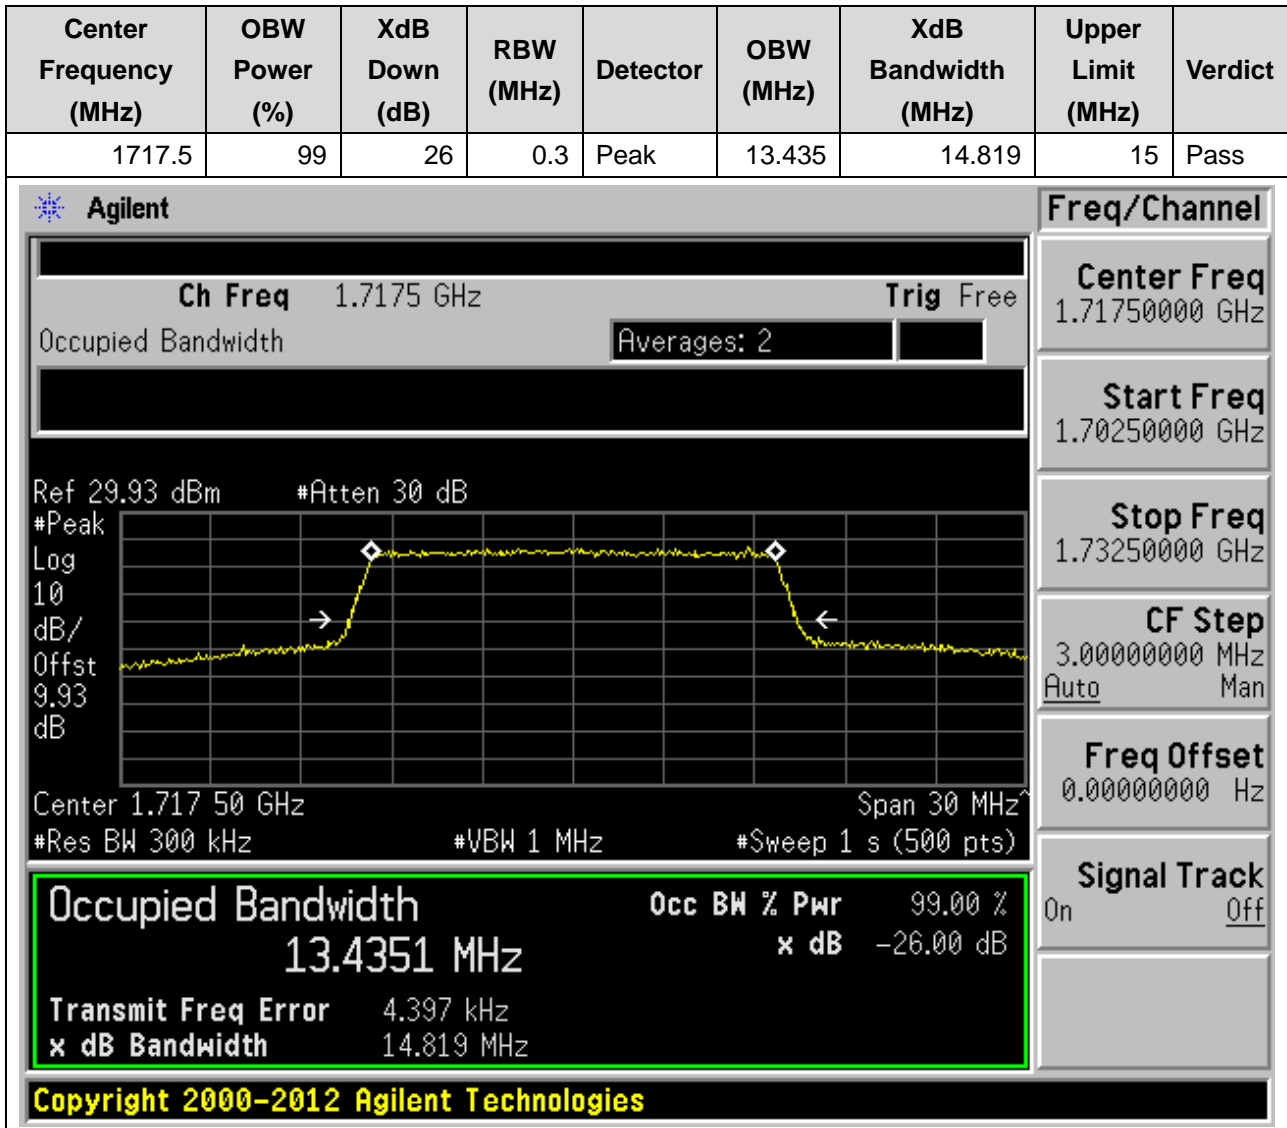 Center Frequency (MHz) OBW Power (%) XdB Down (dB) RBW (MHz) Detector OBW (MHz) XdB Bandwidth (MHz) Upper Limit (MHz) Verdict
1717.5 99 26 0.3 Peak 13.435 14.819 15 Pass
Agilent
Freq/Channel
Ch Freq 1.7175 GHz Trig Free
Occupied Bandwidth Averages: 2
Center Freq
1.71750000 GHz
Start Freq
1.70250000 GHz
Stop Freq
1.73250000 GHz
CF Step
3.00000000 MHz
Auto Man
Freq Offset
0.00000000 Hz
Signal Track
On Off
Ref 29.93 dBm #Atten 30 dB
#Peak
Log
10
dB/
Offst
9.93
dB
Center 1.717 50 GHz Span 30 MHz^
#Res BW 300 kHz #VBW 1 MHz #Sweep 1 s (500 pts)
Occupied Bandwidth Occ BW % Pwr 99.00 %
13.4351 MHz x dB -26.00 dB
Transmit Freq Error 4.397 kHz
x dB Bandwidth 14.819 MHz
Copyright 2000-2012 Agilent Technologies